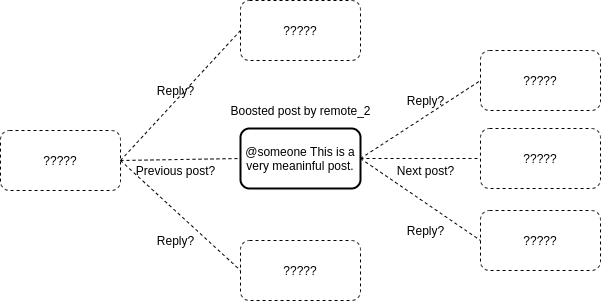 ?????
Reply?
?????
Boosted post by remote_2
Reply?
?????
@someone This is a
very meaninful post.
?????
Previous post?
Next post?
?????
Reply?
Reply?
?????
?????